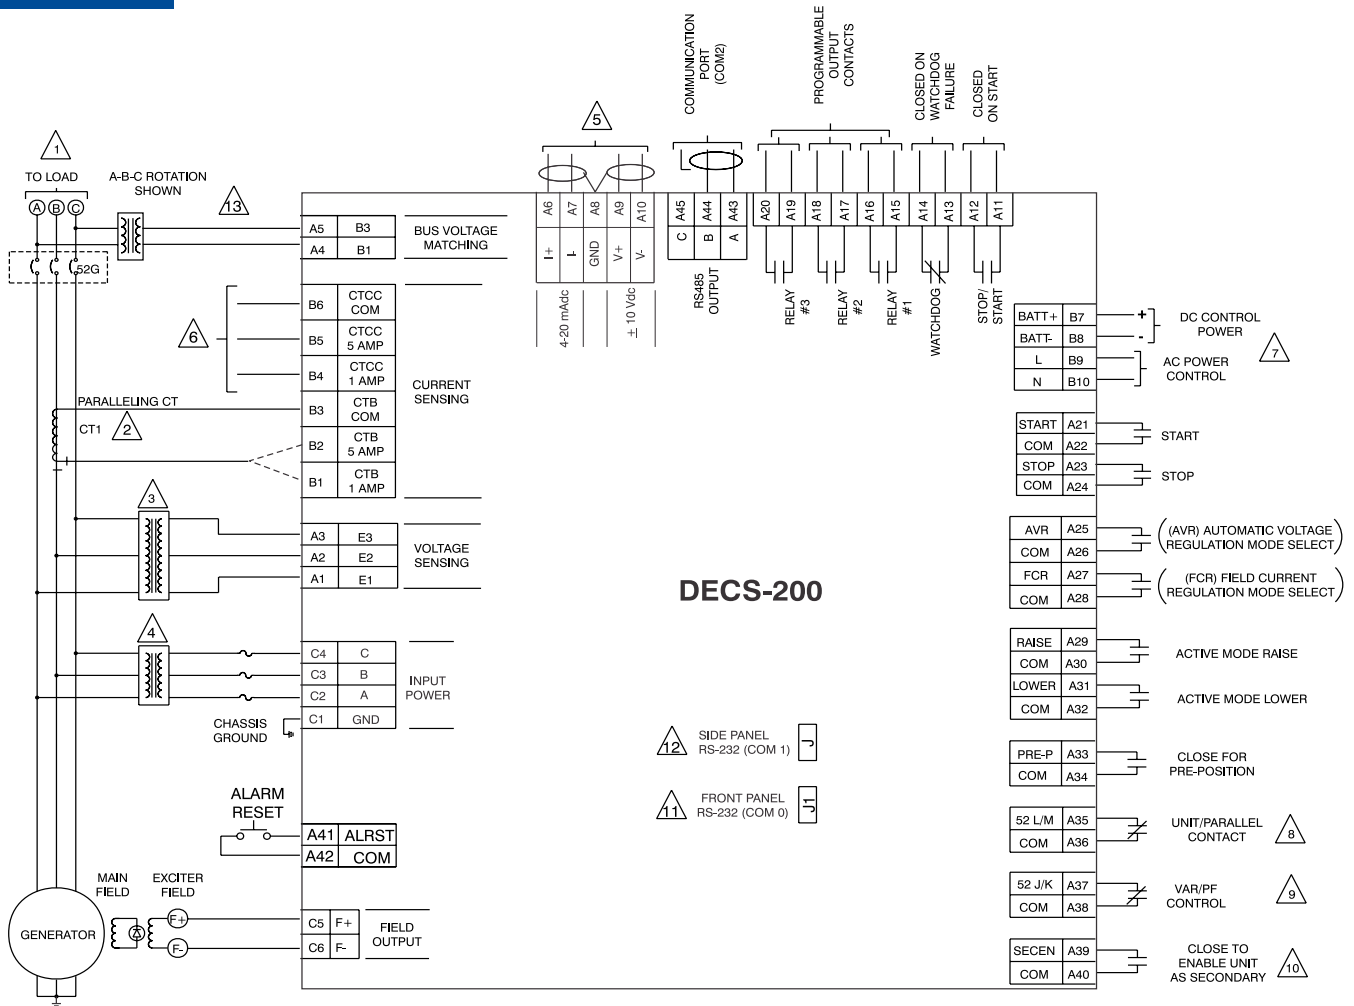 COMMUNICATION
PORT
(COM2)
PROGRAMMABLE
OUTPUT
CONTACTS
CLOSED ON
WATCHDOG
FAILURE
CLOSED
ON START
5
1
TO LOAD
A-B-C ROTATION
SHOWN
13
A B C
52G
A5 B3
A4 B1
BUS VOLTAGE
MATCHING
A6 A7 A8 A9 A10
I+ I- GND V+ V-
4-20 mAdc
± 10 Vdc
A45 A44 A43
C B A
RS485
OUTPUT
A20 A19 A18 A17 A16 A15 A14 A13 A12 A11
RELAY
#3
RELAY
#2
RELAY
#1
WATCHDOG
STOP/
START
6
B6 CTCC
COM
B5 CTCC
5 AMP
B4 CTCC
1 AMP
B3 CTB
COM
B2 CTB
5 AMP
B1 CTB
1 AMP
CURRENT
SENSING
PARALLELING CT
CT1
2
3
A3 E3
A2 E2
A1 E1
VOLTAGE
SENSING
4
C4 C
C3 B
C2 A
C1 GND
INPUT
POWER
CHASSIS
GROUND
ALARM
RESET
A41 ALRST
A42 COM
MAIN
FIELD
EXCITER
FIELD
GENERATOR
F+
F-
C5 F+
C6 F-
FIELD
OUTPUT
DECS-200
12
SIDE PANEL
RS-232 (COM 1)
J
11
FRONT PANEL
RS-232 (COM 0)
J1
BATT+ B7 +
BATT- B8 -
DC CONTROL
POWER
7
L B9
N B10
AC POWER
CONTROL
START A21
COM A22
START
STOP A23
COM A24
STOP
AVR A25
COM A26
(AVR) AUTOMATIC VOLTAGE
REGULATION MODE SELECT
FCR A27
COM A28
(FCR) FIELD CURRENT
REGULATION MODE SELECT
RAISE A29
COM A30
ACTIVE MODE RAISE
LOWER A31
COM A32
ACTIVE MODE LOWER
PRE-P A33
COM A34
CLOSE FOR
PRE-POSITION
52 L/M A35
COM A36
UNIT/PARALLEL
CONTACT
8
52 J/K A37
COM A38
VAR/PF
CONTROL
9
SECEN A39
COM A40
CLOSE TO
ENABLE UNIT
AS SECONDARY
10